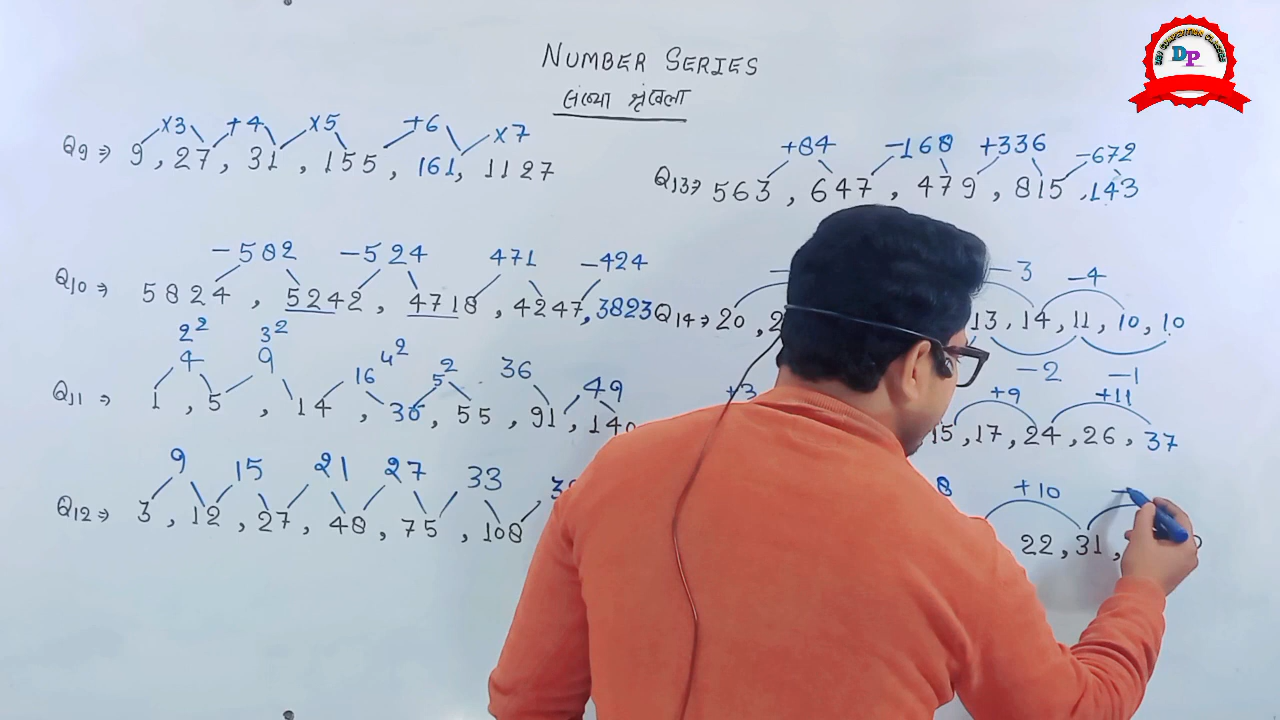 NUMBER SERIES
संख्या श्रृंखला
×3 +4 ×5 +6 ×7
Q9⇒ 9, 27, 31, 155, 161, 1127
-582 -524 471 -424
Q10⇒ 5824, 5242, 4718, 4247, 3823
2² 3² 4² 5²
4 9 16 36 49
Q11⇒ 1, 5, 14, 30, 55, 91, 140
9 15 21 27 33
Q12⇒ 3, 12, 27, 48, 75, 108
+84 -168 +336 -672
Q13⇒ 563, 647, 479, 815, 143
-3 -4
Q14⇒ 20, 13, 14, 11, 10, 10
-2 -1
+3 +9 +11
15, 17, 24, 26, 37
8 +10
22, 31,
DP